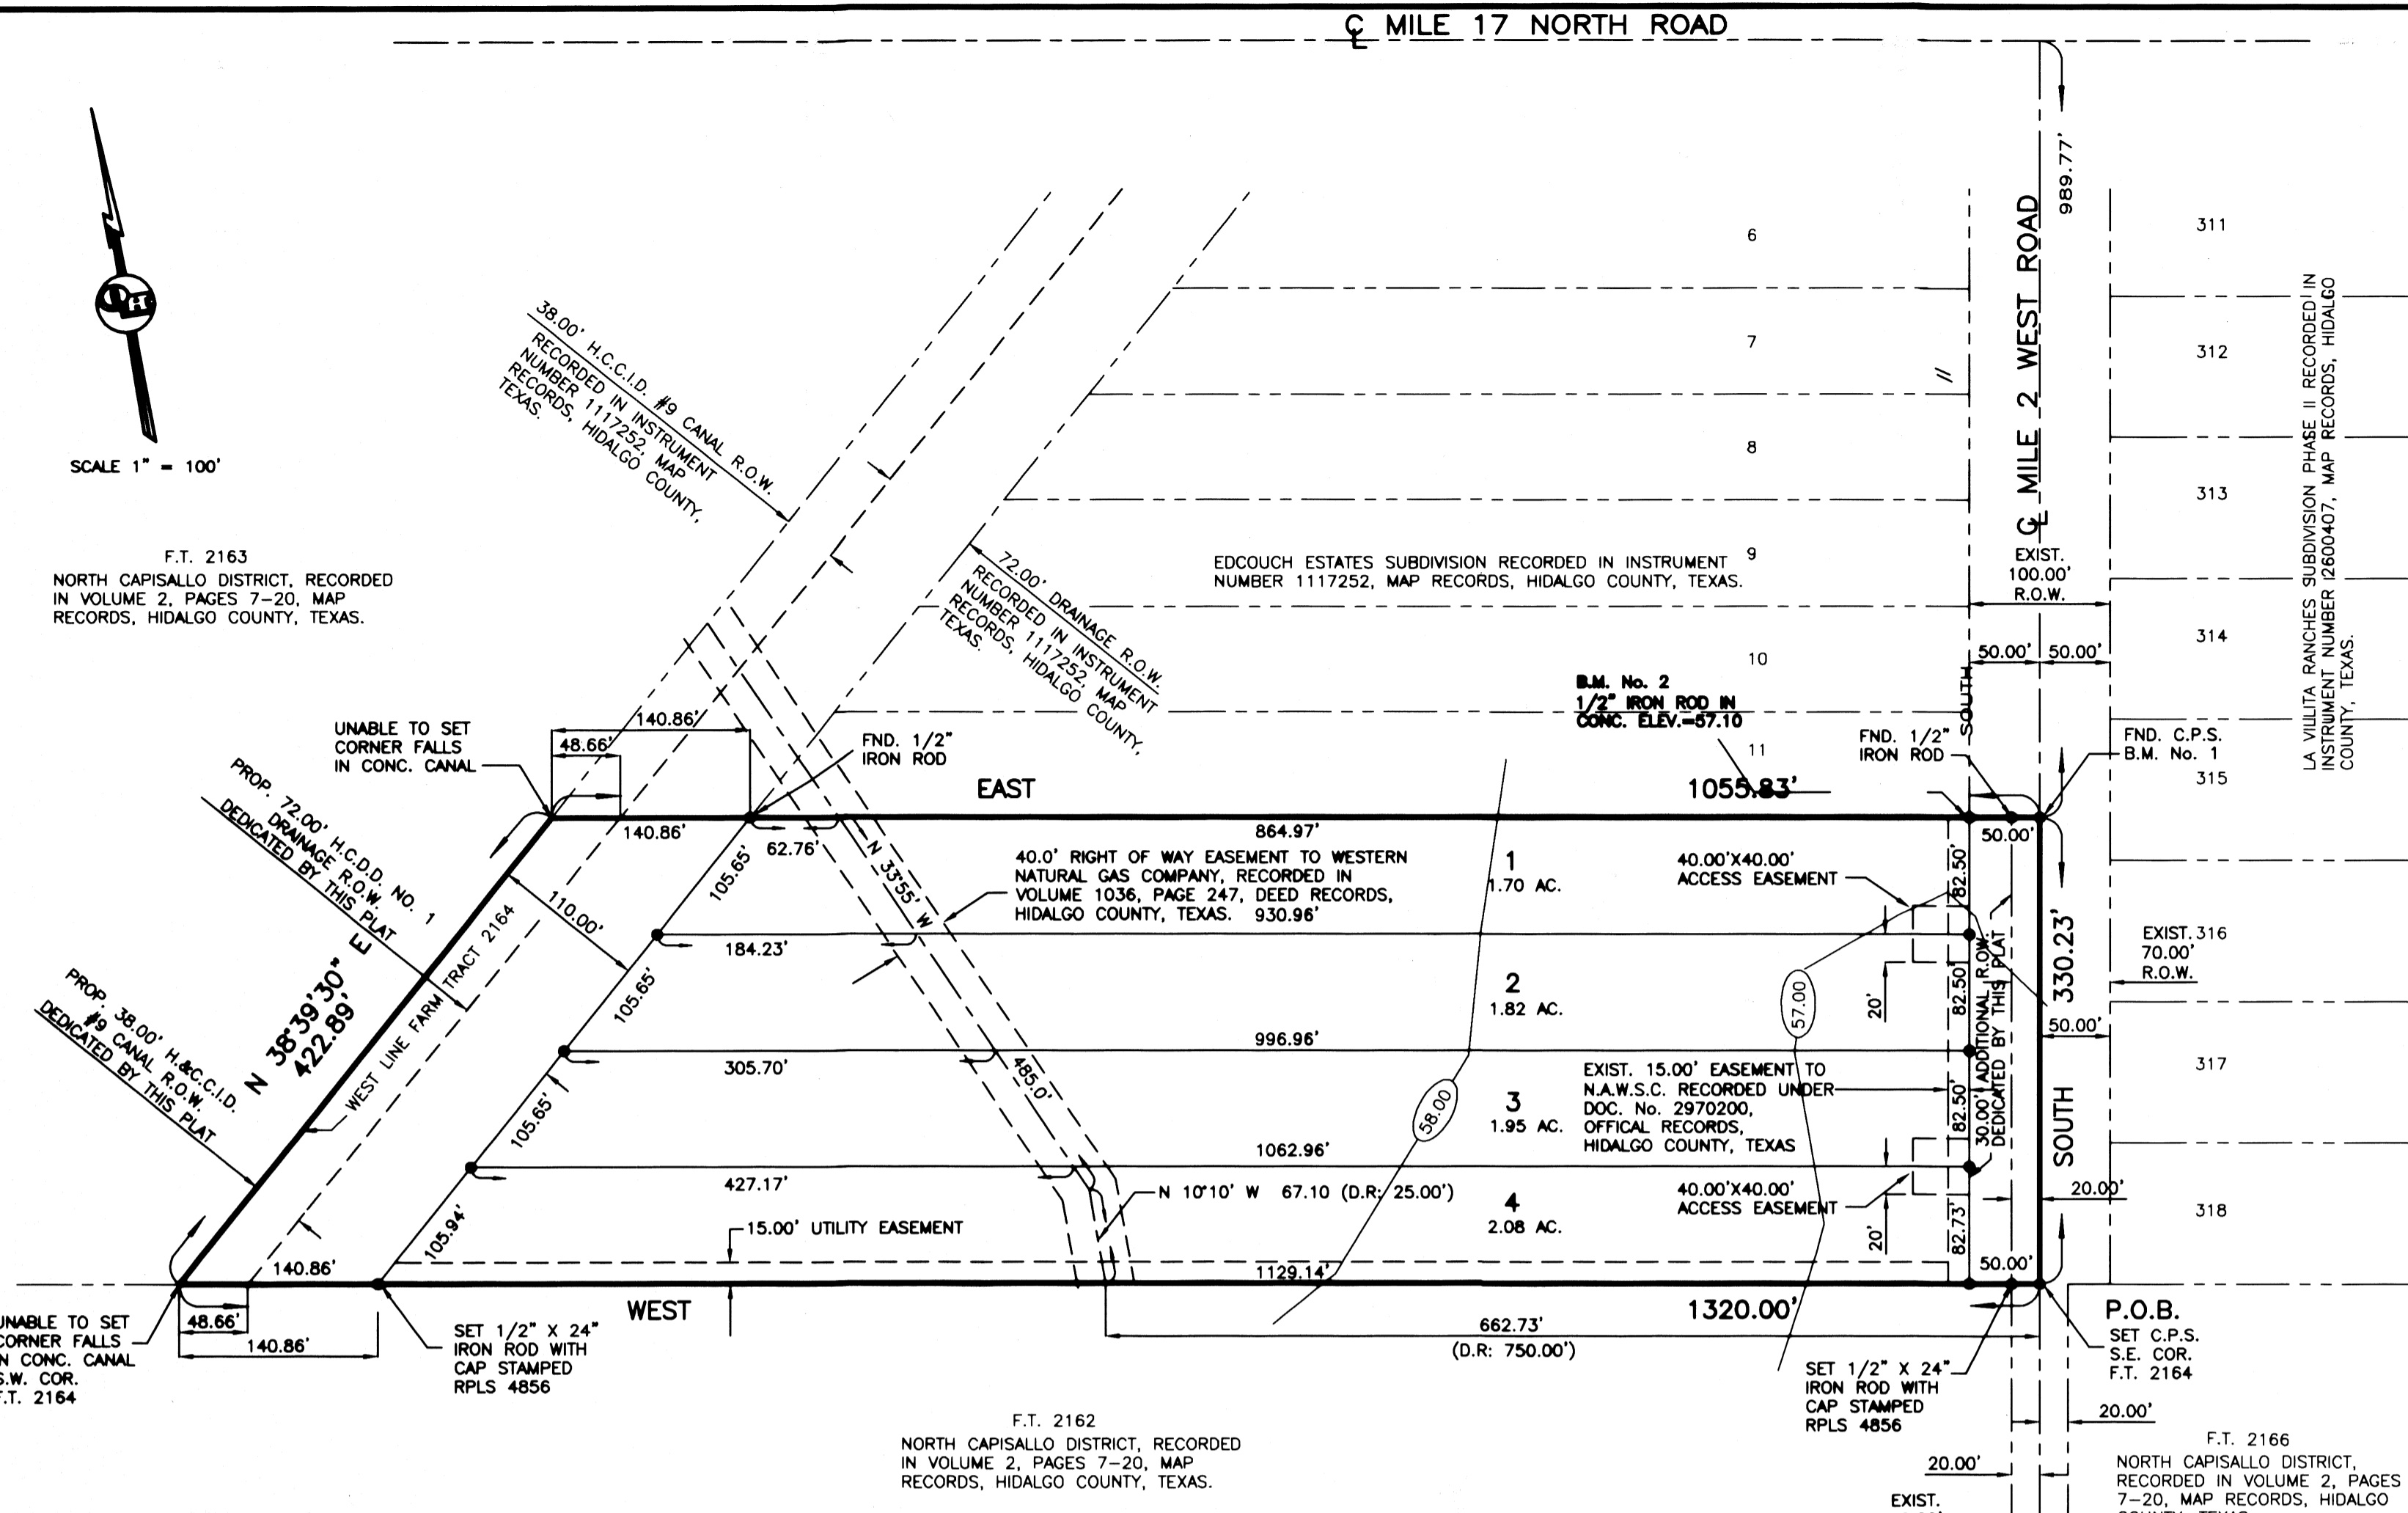 ℄ MILE 17 NORTH ROAD
989.77'
℄ MILE 2 WEST ROAD
SCALE 1" = 100'
F.T. 2163
NORTH CAPISALLO DISTRICT, RECORDED
IN VOLUME 2, PAGES 7-20, MAP
RECORDS, HIDALGO COUNTY, TEXAS.
38.00' H.C.C.I.D. #9 CANAL R.O.W.
RECORDED IN INSTRUMENT
NUMBER 1117252, MAP
RECORDS, HIDALGO COUNTY,
TEXAS.
72.00' DRAINAGE R.O.W.
RECORDED IN INSTRUMENT
NUMBER 1117252, MAP
RECORDS, HIDALGO COUNTY,
TEXAS.
6
7
8
9
10
11
EDCOUCH ESTATES SUBDIVISION RECORDED IN INSTRUMENT
NUMBER 1117252, MAP RECORDS, HIDALGO COUNTY, TEXAS.
311
312
313
314
315
316
317
318
LA VILLITA RANCHES SUBDIVISION PHASE II RECORDED IN
INSTRUMENT NUMBER 12600407, MAP RECORDS, HIDALGO
COUNTY, TEXAS.
EXIST.
100.00'
R.O.W.
50.00'
50.00'
SOUTH
B.M. No. 2
1/2" IRON ROD IN
CONC. ELEV.=57.10
FND. 1/2"
IRON ROD
FND. C.P.S.
B.M. No. 1
UNABLE TO SET
CORNER FALLS
IN CONC. CANAL
140.86'
48.66'
FND. 1/2"
IRON ROD
EAST
1055.83'
140.86'
62.76'
864.97'
50.00'
PROP. 72.00' H.C.D.D. NO. 1
DRAINAGE R.O.W.
DEDICATED BY THIS PLAT
PROP. 38.00' H.&C.C.I.D.
#9 CANAL R.O.W.
DEDICATED BY THIS PLAT
N 38°39'30" E
422.89'
WEST LINE FARM TRACT 2164
110.00'
105.65'
105.65'
105.65'
105.94'
N 33°55' W
485.0'
40.0' RIGHT OF WAY EASEMENT TO WESTERN
NATURAL GAS COMPANY, RECORDED IN
VOLUME 1036, PAGE 247, DEED RECORDS,
HIDALGO COUNTY, TEXAS.
930.96'
1
1.70 AC.
40.00'X40.00'
ACCESS EASEMENT
82.50'
184.23'
2
1.82 AC.
57.00
20'
82.50'
305.70'
996.96'
3
1.95 AC.
58.00
EXIST. 15.00' EASEMENT TO
N.A.W.S.C. RECORDED UNDER
DOC. No. 2970200,
OFFICAL RECORDS,
HIDALGO COUNTY, TEXAS
82.50'
30.00' ADDITIONAL R.O.W.
DEDICATED BY THIS PLAT
330.23'
SOUTH
EXIST.
70.00'
R.O.W.
50.00'
427.17'
1062.96'
N 10°10' W 67.10 (D.R: 25.00')
4
2.08 AC.
40.00'X40.00'
ACCESS EASEMENT
20'
82.73'
20.00'
15.00' UTILITY EASEMENT
140.86'
1129.14'
50.00'
WEST
1320.00'
48.66'
140.86'
UNABLE TO SET
CORNER FALLS
IN CONC. CANAL
S.W. COR.
F.T. 2164
SET 1/2" X 24"
IRON ROD WITH
CAP STAMPED
RPLS 4856
662.73'
(D.R: 750.00')
P.O.B.
SET C.P.S.
S.E. COR.
F.T. 2164
SET 1/2" X 24"
IRON ROD WITH
CAP STAMPED
RPLS 4856
20.00'
20.00'
EXIST.
F.T. 2162
NORTH CAPISALLO DISTRICT, RECORDED
IN VOLUME 2, PAGES 7-20, MAP
RECORDS, HIDALGO COUNTY, TEXAS.
F.T. 2166
NORTH CAPISALLO DISTRICT,
RECORDED IN VOLUME 2, PAGES
7-20, MAP RECORDS, HIDALGO